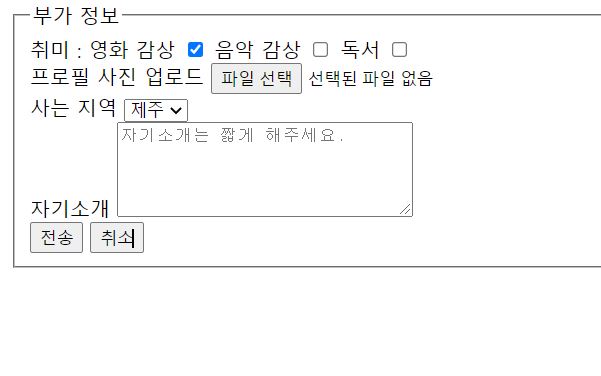 부가 정보
취미 : 영화 감상 음악 감상 독서
프로필 사진 업로드 파일 선택 선택된 파일 없음
사는 지역 제주
자기소개는 짧게 해주세요.
자기소개
전송 취소